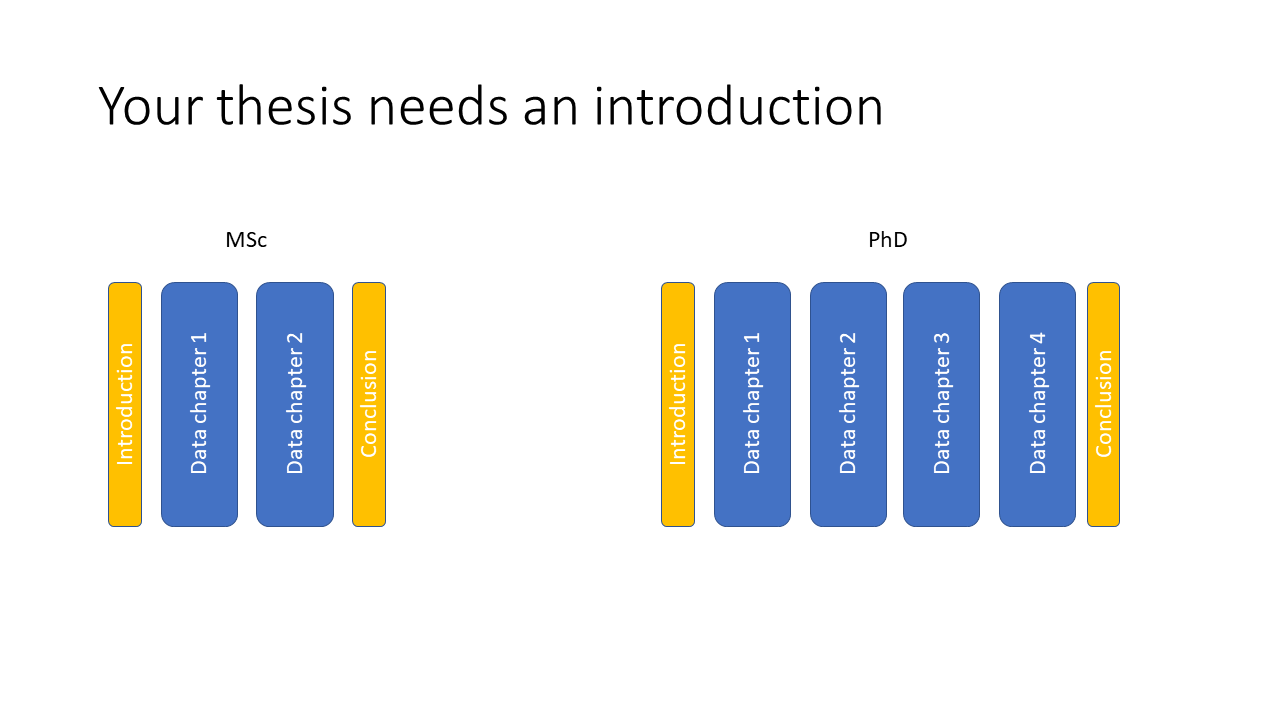 Your thesis needs an introduction
MSc
Introduction
Data chapter 1
Data chapter 2
Conclusion
PhD
Introduction
Data chapter 1
Data chapter 2
Data chapter 3
Data chapter 4
Conclusion